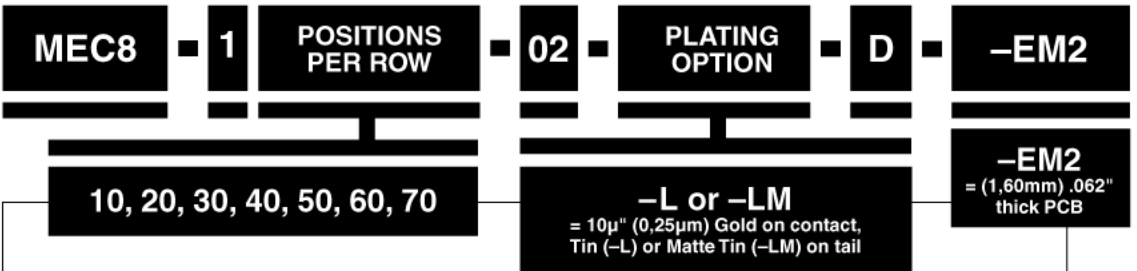 MEC8 - 1 POSITIONS PER ROW - 02 - PLATING OPTION - D - –EM2
10, 20, 30, 40, 50, 60, 70
–L or –LM
= 10µ" (0,25µm) Gold on contact,
Tin (–L) or Matte Tin (–LM) on tail
–EM2
= (1,60mm) .062"
thick PCB